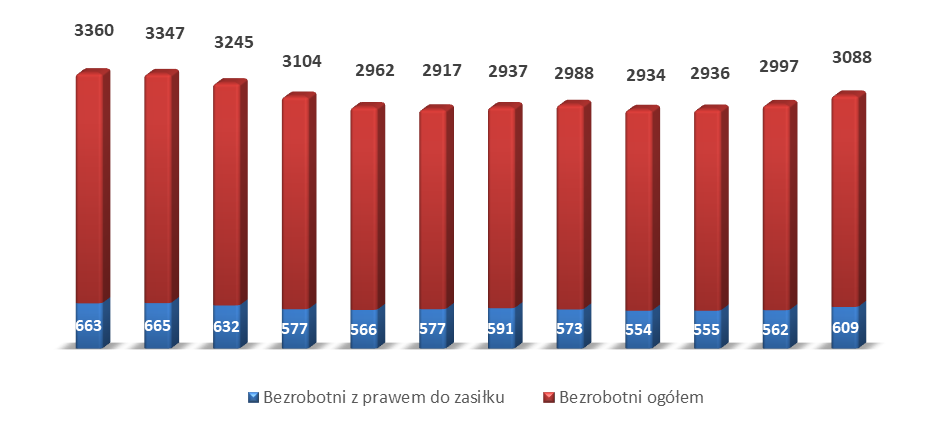 3360 3347 3245 3104 2962 2917 2937 2988 2934 2936 2997 3088
663 665 632 577 566 577 591 573 554 555 562 609
Bezrobotni z prawem do zasiłku Bezrobotni ogółem